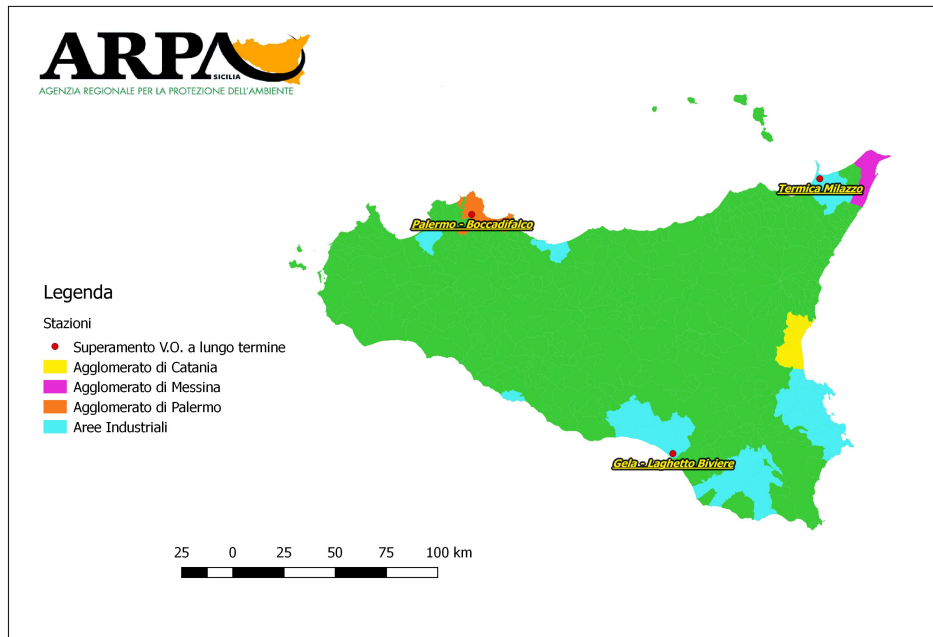 ARPA
SICILIA
AGENZIA REGIONALE PER LA PROTEZIONE DELL'AMBIENTE
Termica Milazzo
Palermo - Boccadifalco
Legenda
Stazioni
Superamento V.O. a lungo termine
Agglomerato di Catania
Agglomerato di Messina
Agglomerato di Palermo
Aree Industriali
Gela - Laghetto Biviere
25 0 25 50 75 100 km